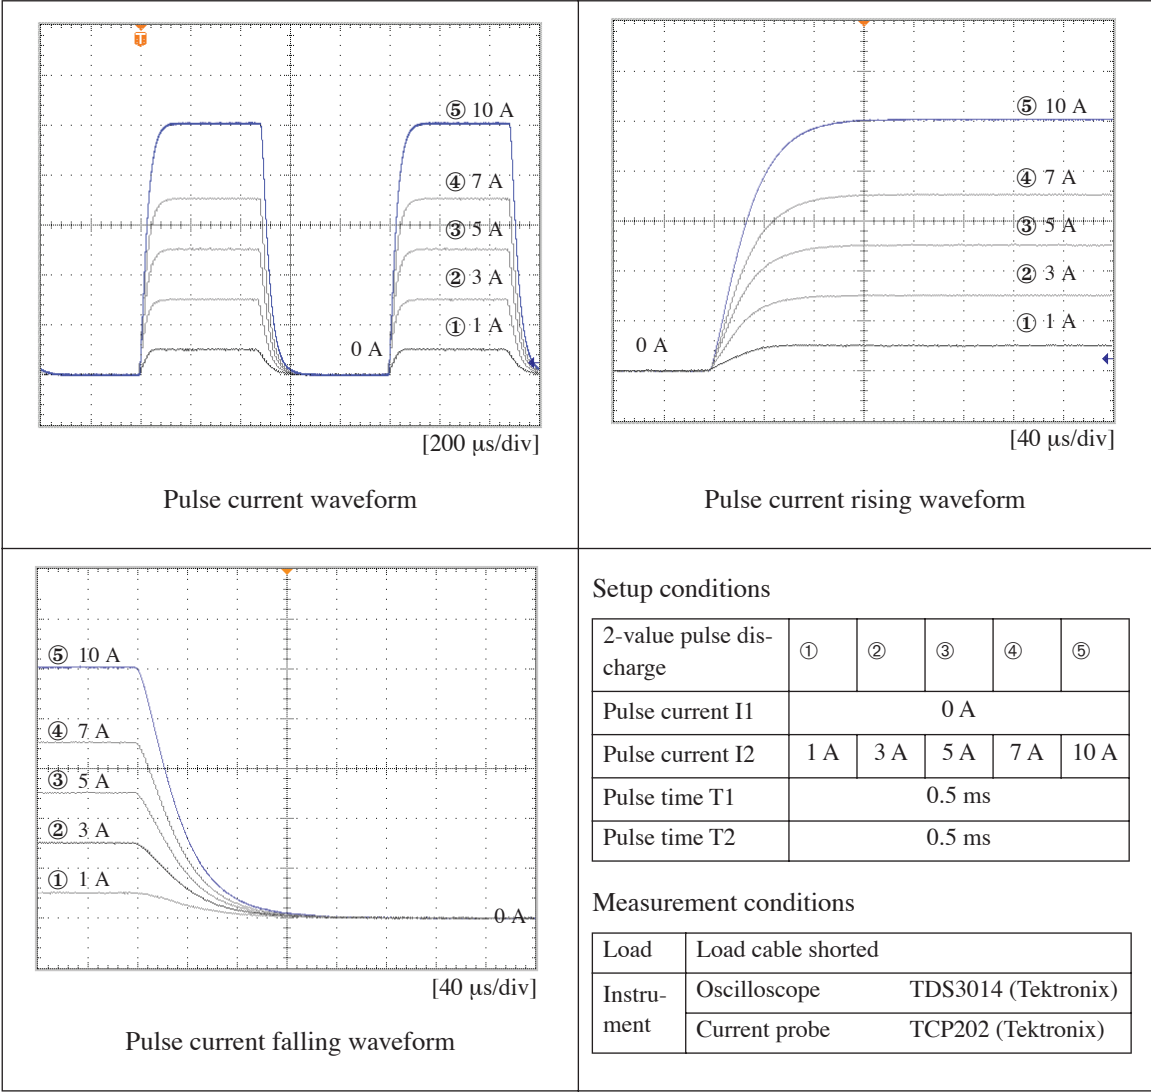 T
⑤ 10 A
④ 7 A
③ 5 A
② 3 A
① 1 A
0 A
[200 μs/div]
Pulse current waveform
⑤ 10 A
④ 7 A
③ 5 A
② 3 A
① 1 A
0 A
[40 μs/div]
Pulse current rising waveform
⑤ 10 A
④ 7 A
③ 5 A
② 3 A
① 1 A
0 A
[40 μs/div]
Pulse current falling waveform
Setup conditions
2-value pulse dis-
charge
① ② ③ ④ ⑤
Pulse current I1 0 A
Pulse current I2 1 A 3 A 5 A 7 A 10 A
Pulse time T1 0.5 ms
Pulse time T2 0.5 ms
Measurement conditions
Load Load cable shorted
Instru-
ment
Oscilloscope TDS3014 (Tektronix)
Current probe TCP202 (Tektronix)